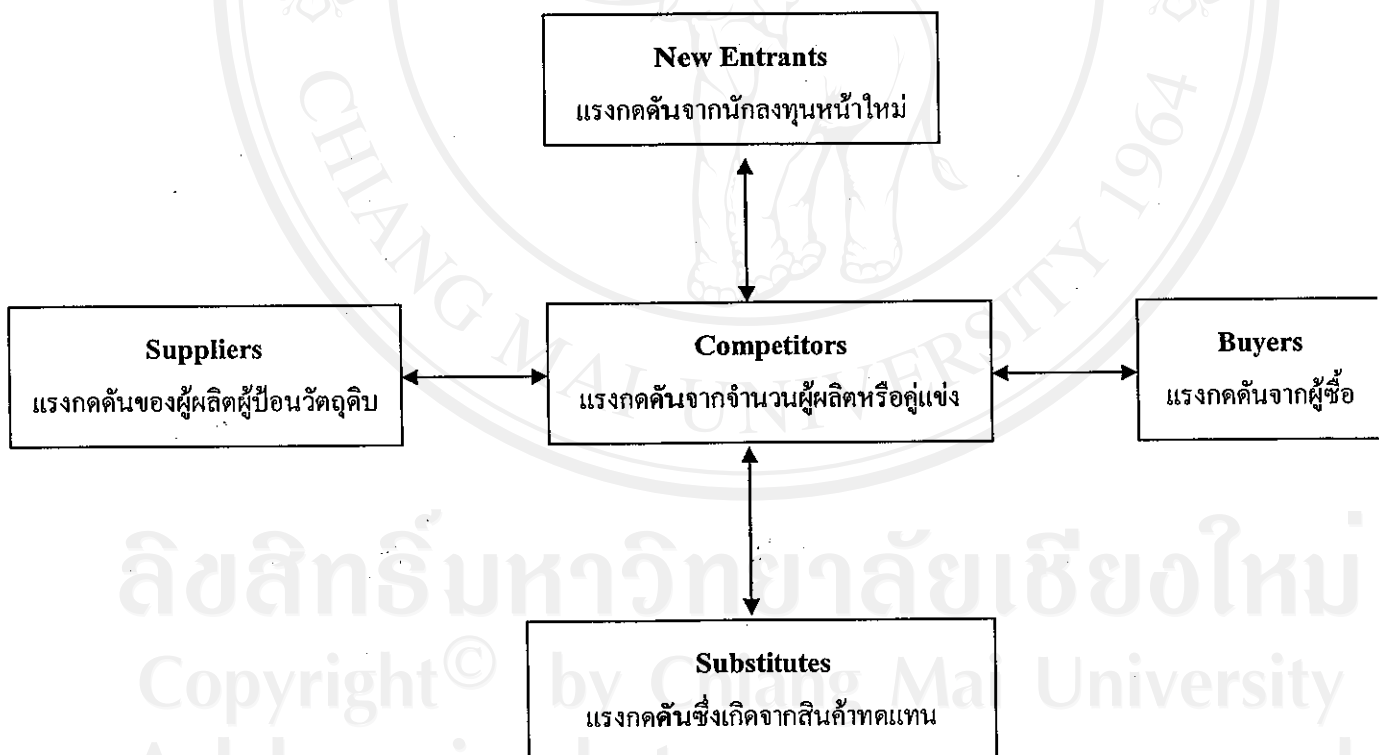 New Entrants
แรงกดดันจากนักลงทุนหน้าใหม่
Suppliers
แรงกดดันของผู้ผลิตผู้ป้อนวัตถุดิบ
Competitors
แรงกดดันจากจำนวนผู้ผลิตหรือคู่แข่ง
Buyers
แรงกดดันจากผู้ซื้อ
Substitutes
แรงกดดันซึ่งเกิดจากสินค้าทดแทน
CHIANG MAI UNIVERSITY 1964
ลิขสิทธิ์มหาวิทยาลัยเชียงใหม่
Copyright© by Chiang Mai University